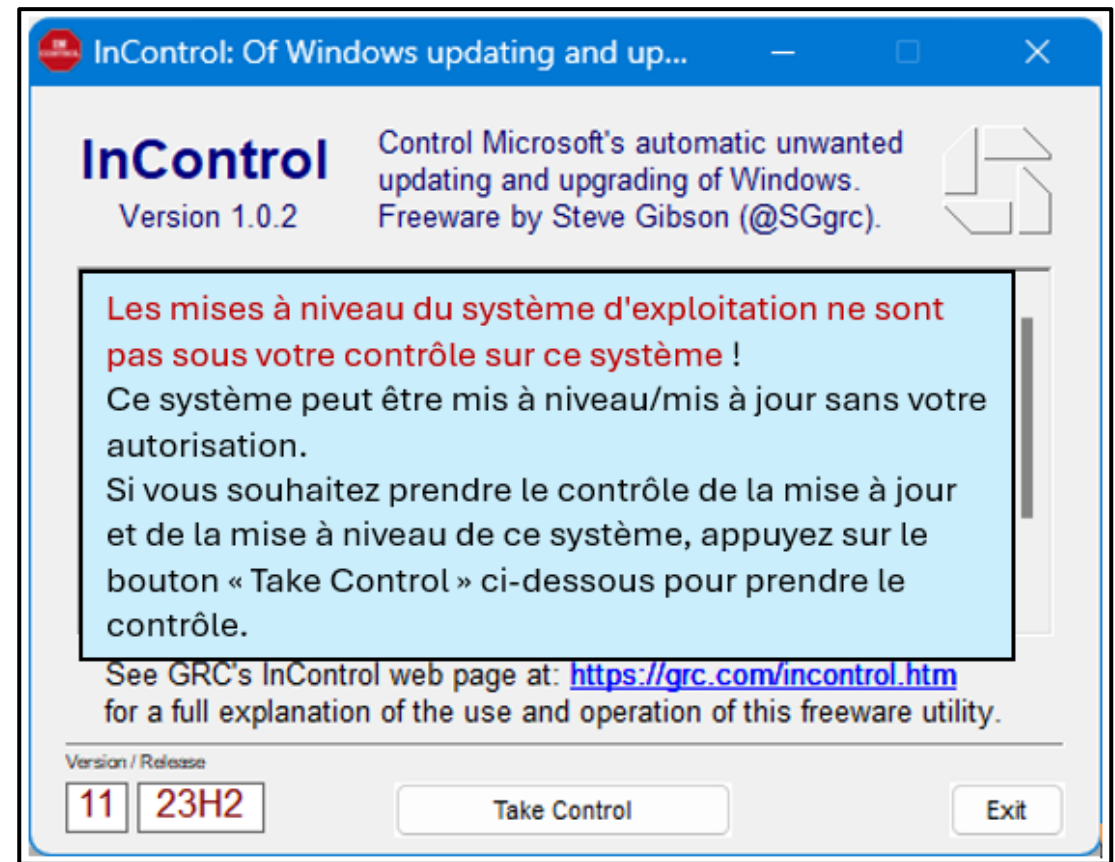 InControl: Of Windows updating and up...
InControl
Version 1.0.2
Control Microsoft's automatic unwanted
updating and upgrading of Windows.
Freeware by Steve Gibson (@SGgrc).
Les mises à niveau du système d'exploitation ne sont
pas sous votre contrôle sur ce système !
Ce système peut être mis à niveau/mis à jour sans votre
autorisation.
Si vous souhaitez prendre le contrôle de la mise à jour
et de la mise à niveau de ce système, appuyez sur le
bouton « Take Control » ci-dessous pour prendre le
contrôle.
See GRC's InControl web page at: https://grc.com/incontrol.htm
for a full explanation of the use and operation of this freeware utility.
Version / Release
11 23H2
Take Control
Exit